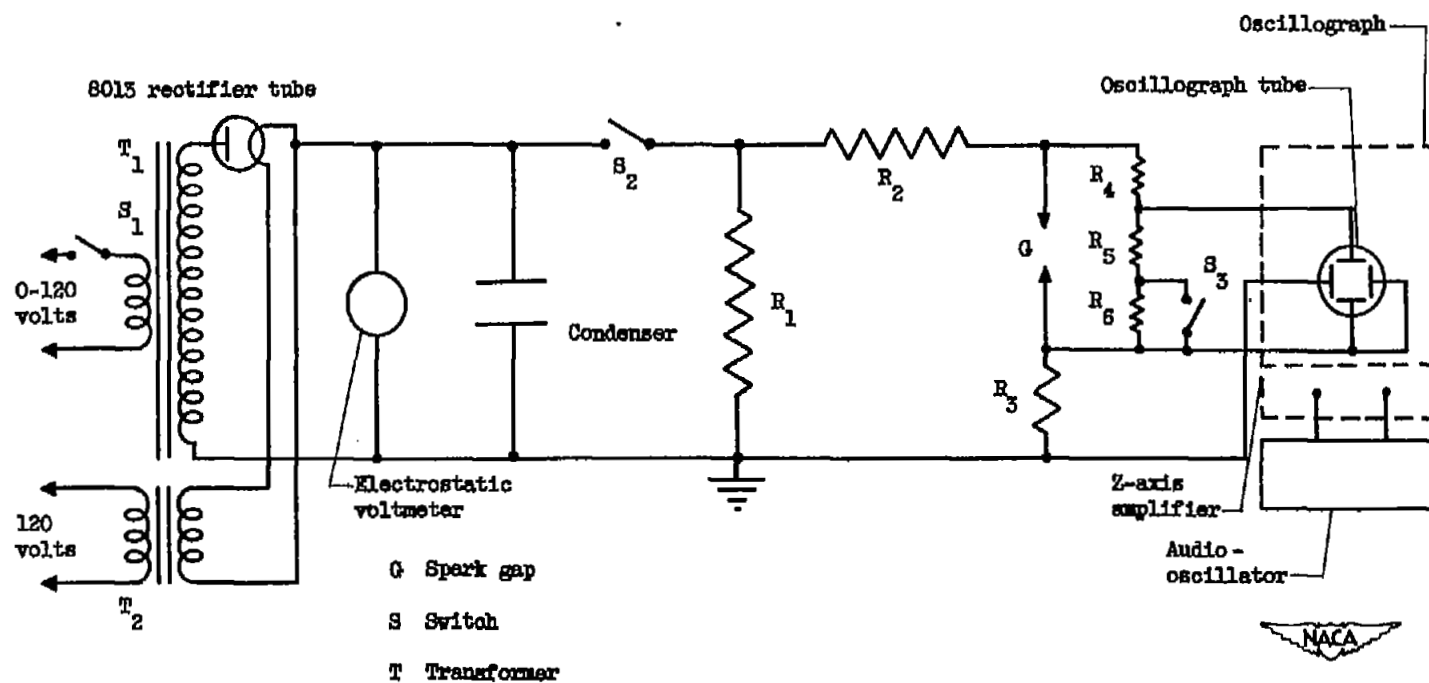 Oscillograph
8013 rectifier tube
Oscillograph tube
T1
S2
R2
R4
S1
R5
G
S3
0-120
volts
R1
R6
Condenser
R3
Electrostatic
voltmeter
Z-axis
amplifier
120
volts
Audio-
oscillator
G Spark gap
T2
S Switch
NACA
T Transformer